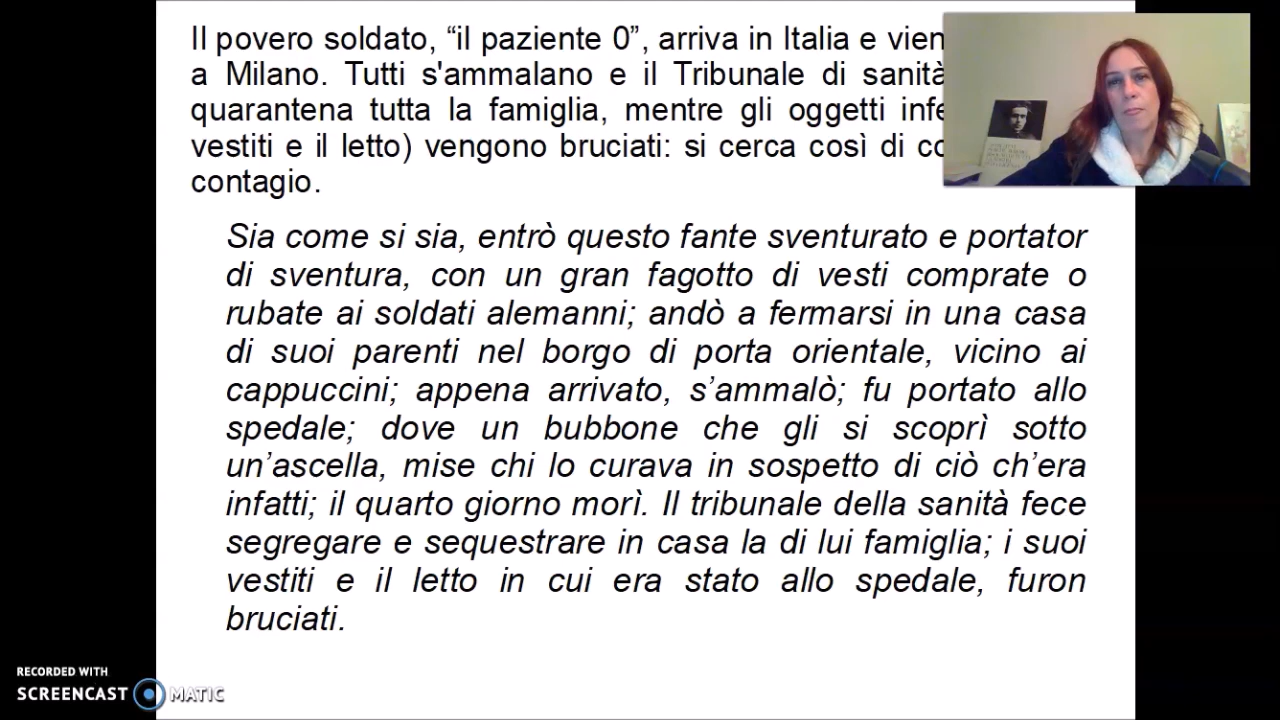 Il povero soldato, “il paziente 0”, arriva in Italia e vien
a Milano. Tutti s'ammalano e il Tribunale di sanità
quarantena tutta la famiglia, mentre gli oggetti infe
vestiti e il letto) vengono bruciati: si cerca così di co
contagio.
Sia come si sia, entrò questo fante sventurato e portator
di sventura, con un gran fagotto di vesti comprate o
rubate ai soldati alemanni; andò a fermarsi in una casa
di suoi parenti nel borgo di porta orientale, vicino ai
cappuccini; appena arrivato, s’ammalò; fu portato allo
spedale; dove un bubbone che gli si scoprì sotto
un’ascella, mise chi lo curava in sospetto di ciò ch’era
infatti; il quarto giorno morì. Il tribunale della sanità fece
segregare e sequestrare in casa la di lui famiglia; i suoi
vestiti e il letto in cui era stato allo spedale, furon
bruciati.
RECORDED WITH
SCREENCAST MATIC